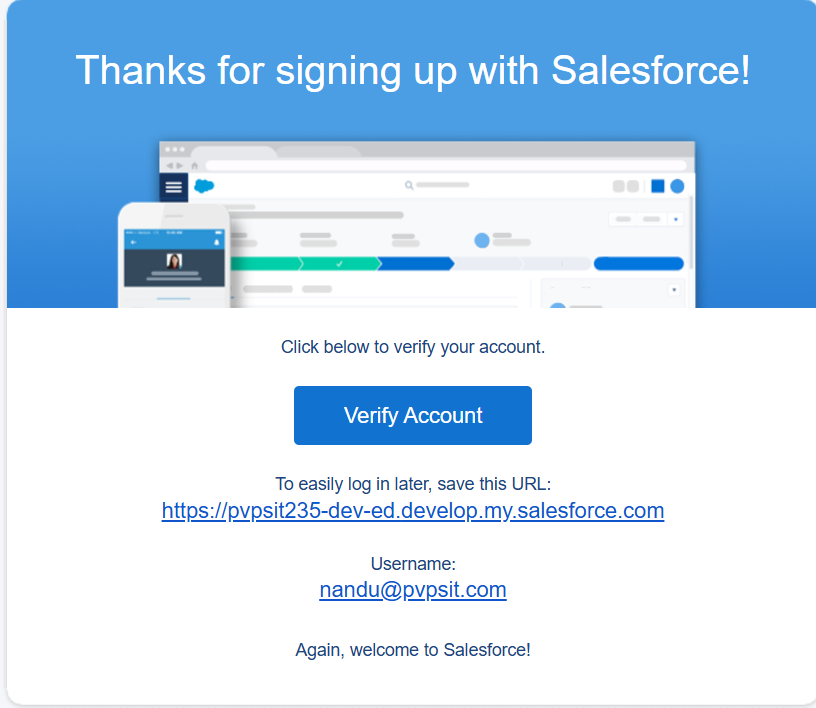 Thanks for signing up with Salesforce!
Click below to verify your account.
Verify Account
To easily log in later, save this URL:
https://pvpsit235-dev-ed.develop.my.salesforce.com
Username:
nandu@pvpsit.com
Again, welcome to Salesforce!